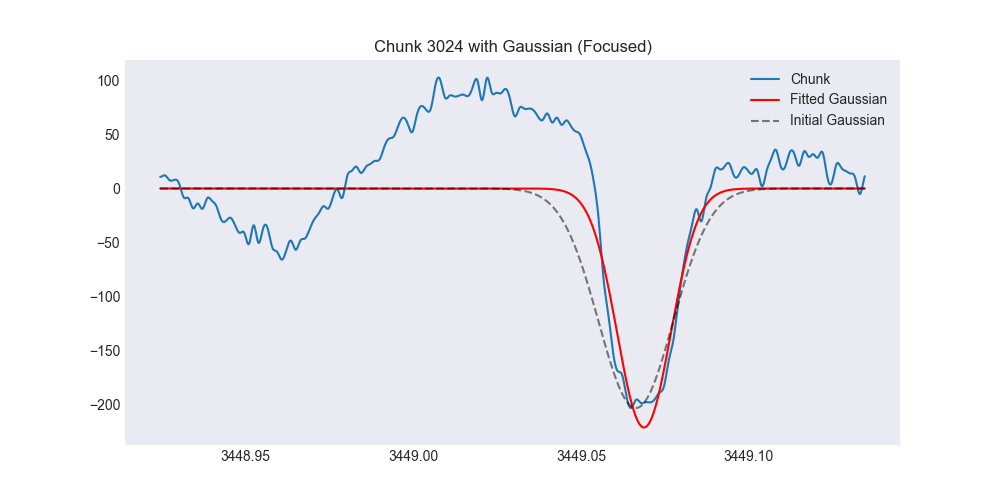 Chunk 3024 with Gaussian (Focused)
Chunk
Fitted Gaussian
Initial Gaussian
100
50
0
−50
−100
−150
−200
3448.95 3449.00 3449.05 3449.10